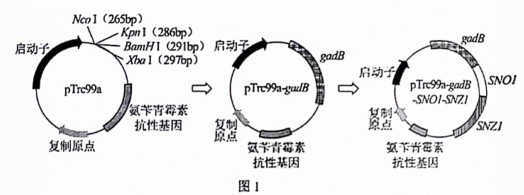 Nco I（265bp）
Kpn I（286bp）
BamH I（291bp）
Xba I（297bp）
启动子
pTrc99a
氨苄青霉素
抗性基因
复制原点
gadB
启动子
pTrc99a-gadB
复制
原点
氨苄青霉素
抗性基因
gadB
启动子
SNO1
pTrc99a-gadB
-SNO1-SNZ1
复制
原点
SNZ1
氨苄青霉素
抗性基因
图1